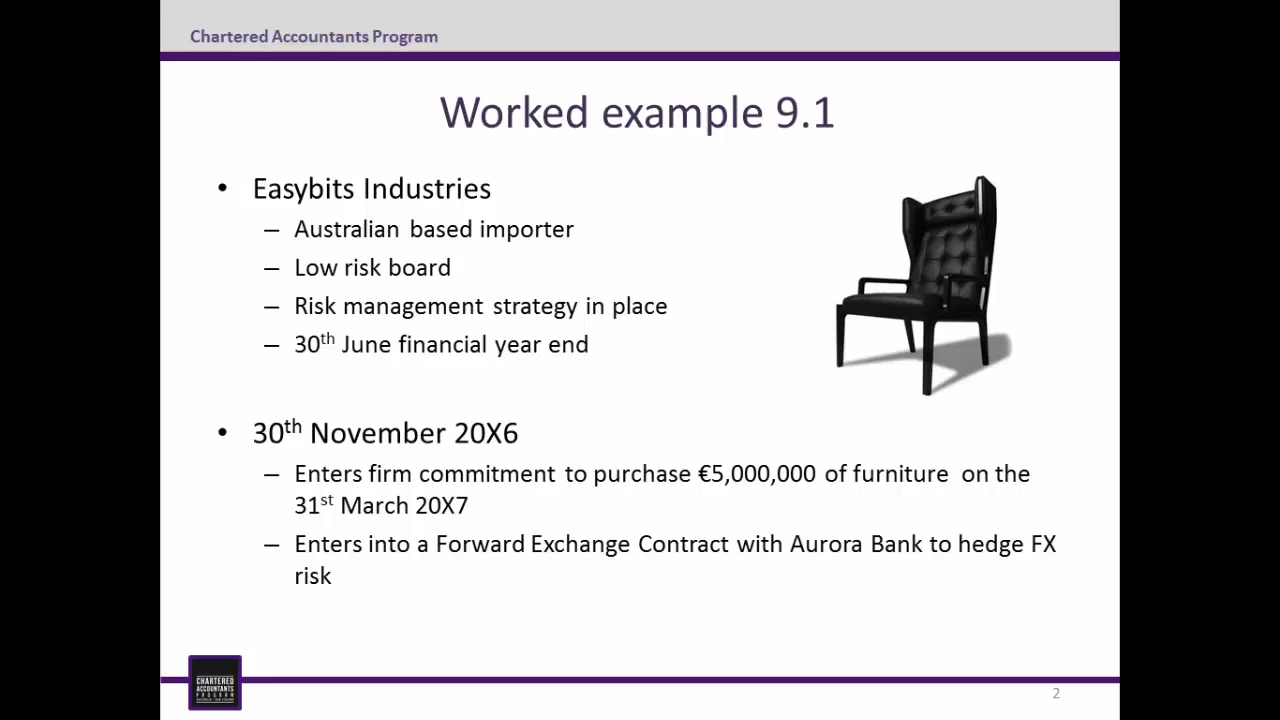 Chartered Accountants Program
Worked example 9.1
• Easybits Industries
– Australian based importer
– Low risk board
– Risk management strategy in place
– 30th June financial year end
• 30th November 20X6
– Enters firm commitment to purchase €5,000,000 of furniture on the
31st March 20X7
– Enters into a Forward Exchange Contract with Aurora Bank to hedge FX
risk
CHARTERED
ACCOUNTANTS
PROGRAM
2